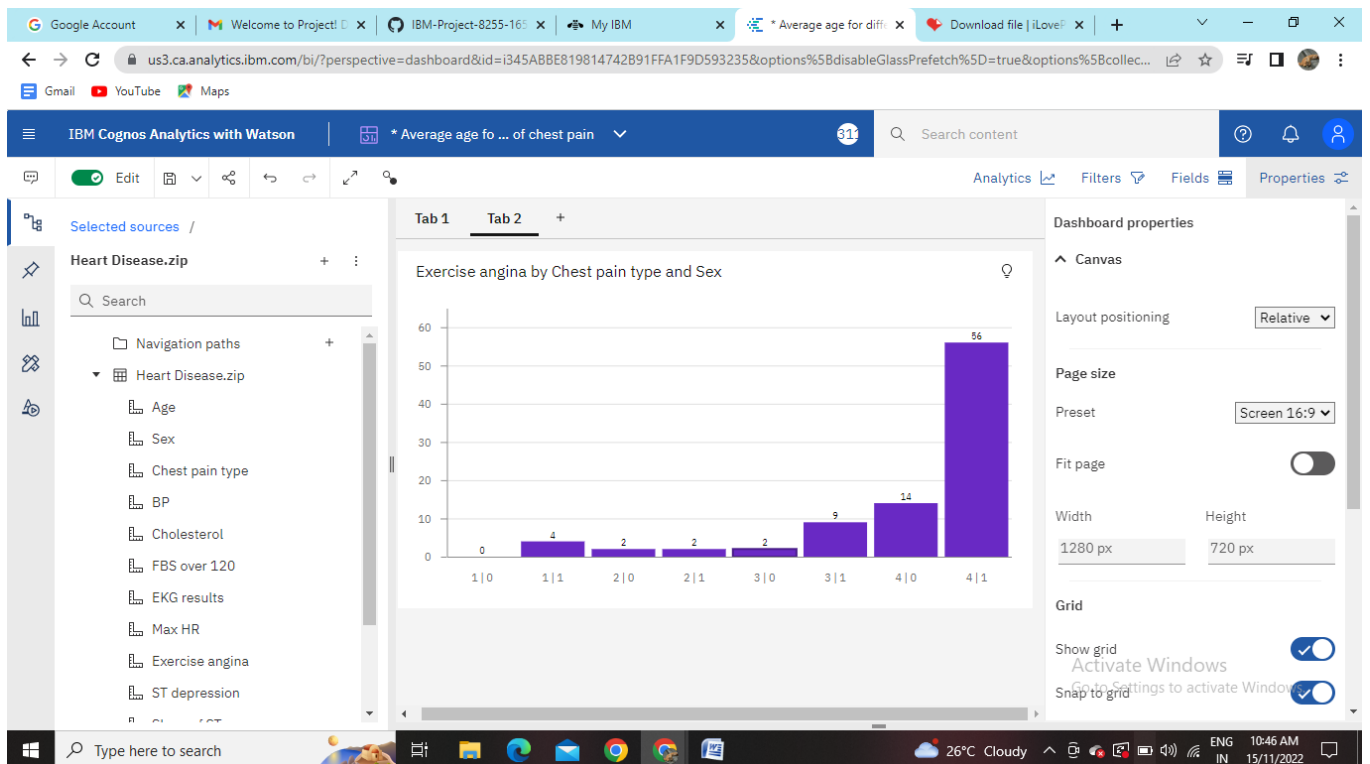 Google Account
Welcome to Project! D
IBM-Project-8255-165
My IBM
* Average age for diffe
Download file | iLoveP
us3.ca.analytics.ibm.com/bi/?perspective=dashboard&id=i345ABBE819814742B91FFA1F9D593235&options%5BdisableGlassPrefetch%5D=true&options%5Bcollec...
Gmail YouTube Maps
IBM Cognos Analytics with Watson
* Average age fo ... of chest pain
311
Search content
Edit
Analytics Filters Fields Properties
Selected sources /
Heart Disease.zip
Search
Navigation paths
Heart Disease.zip
Age
Sex
Chest pain type
BP
Cholesterol
FBS over 120
EKG results
Max HR
Exercise angina
ST depression
Tab 1 Tab 2
Exercise angina by Chest pain type and Sex
60
50
40
30
20
10
0
0 4 2 2 2 9 14 56
1|0 1|1 2|0 2|1 3|0 3|1 4|0 4|1
Dashboard properties
Canvas
Layout positioning Relative
Page size
Preset Screen 16:9
Fit page
Width Height
1280 px 720 px
Grid
Show grid
Snap to grid
Activate Windows
Go to Settings to activate Windows.
Type here to search
26°C Cloudy
ENG
IN
10:46 AM
15/11/2022